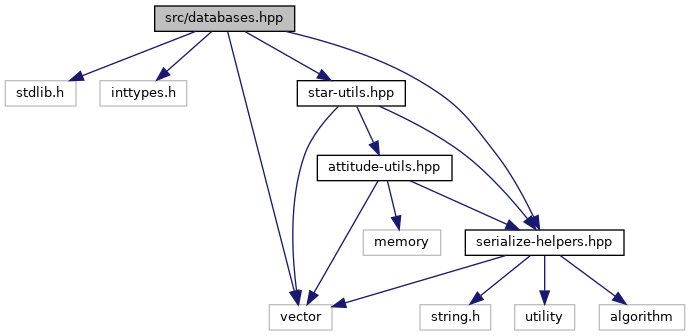 src/databases.hpp
stdlib.h
inttypes.h
star-utils.hpp
attitude-utils.hpp
memory
serialize-helpers.hpp
vector
string.h
utility
algorithm